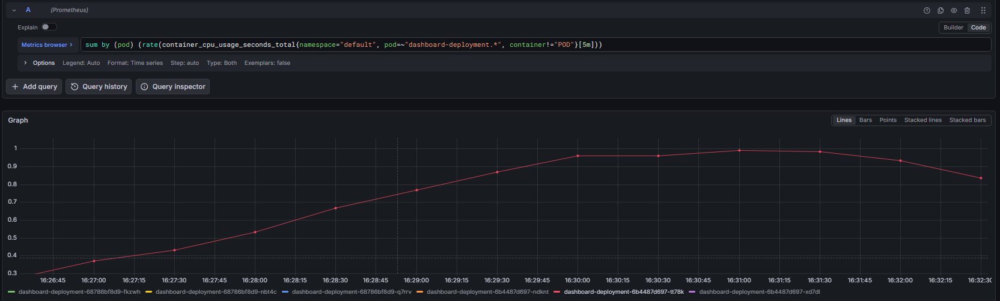 A (Prometheus)
Explain Builder Code
Metrics browser > sum by (pod) (rate(container_cpu_usage_seconds_total{namespace="default", pod=~"dashboard-deployment.*", container!="POD"}[5m]))
> Options Legend: Auto Format: Time series Step: auto Type: Both Exemplars: false
+ Add query Query history Query inspector
Graph Lines Bars Points Stacked lines Stacked bars
1
0.9
0.8
0.7
0.6
0.5
0.4
0.3
16:26:45 16:27:00 16:27:15 16:27:30 16:27:45 16:28:00 16:28:15 16:28:30 16:28:45 16:29:00 16:29:15 16:29:30 16:29:45 16:30:00 16:30:15 16:30:30 16:30:45 16:31:00 16:31:15 16:31:30 16:31:45 16:32:00 16:32:15 16:32:30
dashboard-deployment-68786bf8d9-fkzwh dashboard-deployment-68786bf8d9-nbt4c dashboard-deployment-68786bf8d9-q7rrv dashboard-deployment-6b4487d697-ndknt dashboard-deployment-6b4487d697-tt78k dashboard-deployment-6b4487d697-xd7dl